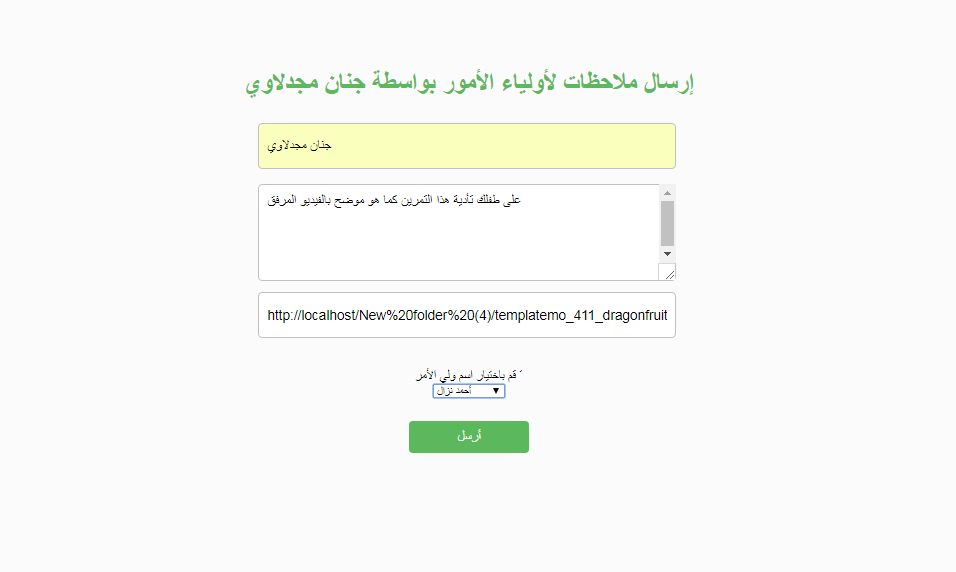 إرسال ملاحظات لأولياء الأمور بواسطة جنان مجدلاوي
جنان مجدلاوي
على طفلك تأدية هذا التمرين كما هو موضح بالفيديو المرفق
http://localhost/New%20folder%20(4)/templatemo_411_dragonfruit
قم باختيار اسم ولي الأمر
أحمد نزال
أرسل